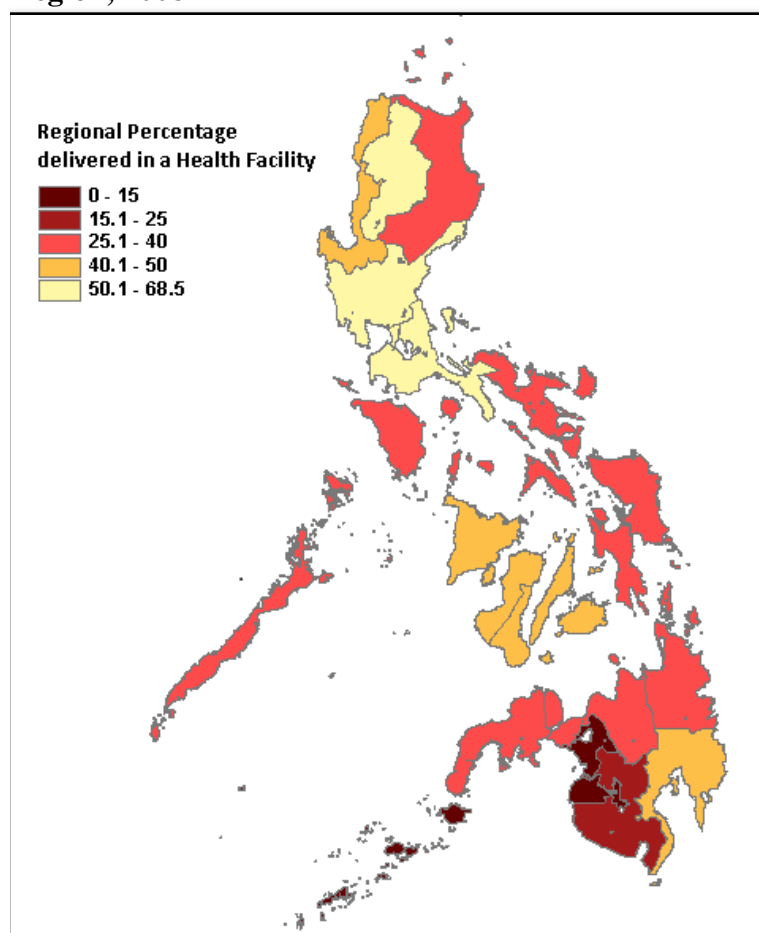 Regional Percentage
delivered in a Health Facility
0 - 15
15.1 - 25
25.1 - 40
40.1 - 50
50.1 - 68.5